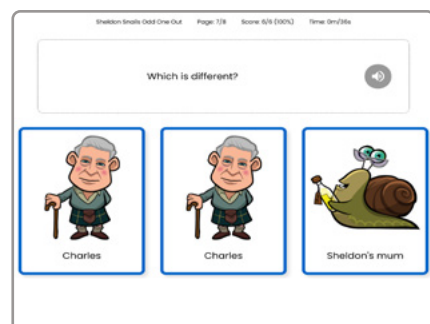 Sheldon Snails Odd One Out Page: 7/8 Score: 6/6 (100%) Time: 0m/36s
Which is different?
Charles Charles Sheldon's mum